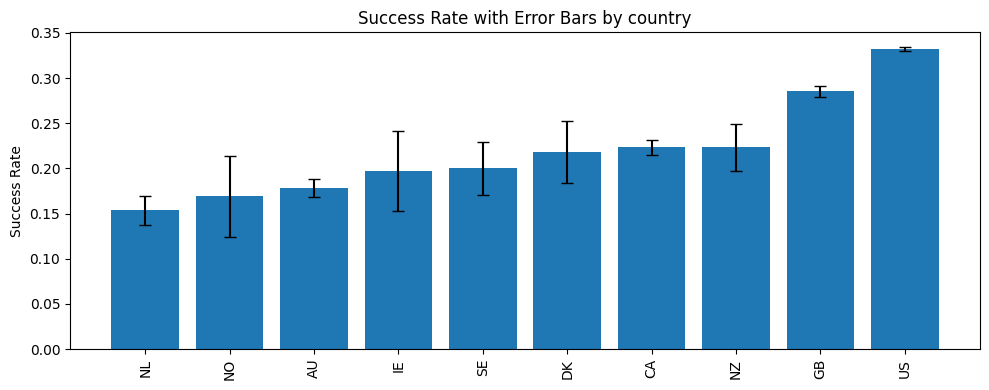 Success Rate with Error Bars by country
Success Rate
0.35
0.30
0.25
0.20
0.15
0.10
0.05
0.00
NL
NO
AU
IE
SE
DK
CA
NZ
GB
US